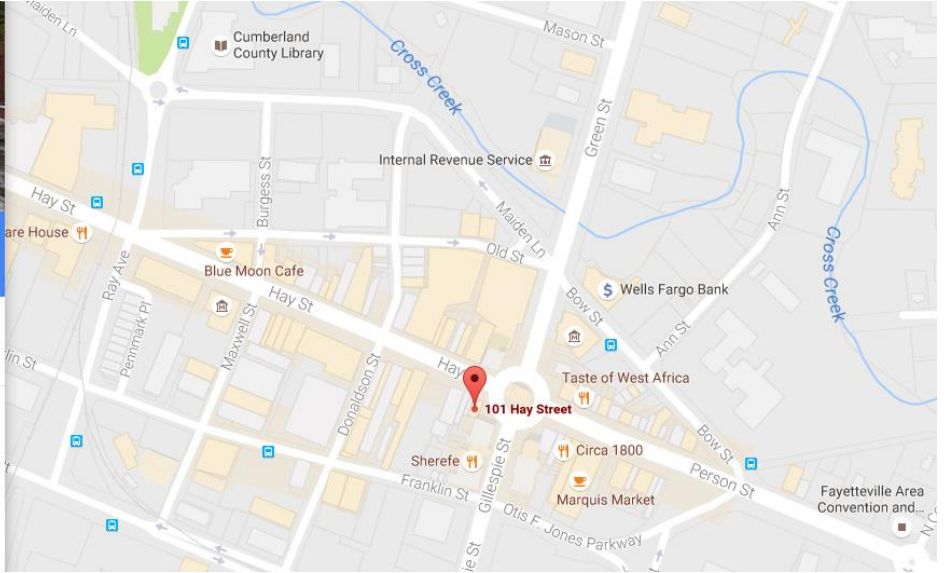 Maiden Ln
Cumberland
County Library
Cross Creek
Mason St
Green St
Internal Revenue Service
Burgess St
Maiden Ln
Ann St
Hay St
are House
Old St
Cross Creek
Ray Ave
Blue Moon Cafe
$ Wells Fargo Bank
Hay St
Bow St
Pennmark Pl
Maxwell St
Ann St
lin St
Donaldson St
Hay
Taste of West Africa
101 Hay Street
Bow St
Sherefe
Circa 1800
Gillespie St
Person St
Franklin St
Marquis Market
Fayetteville Area
Convention and...
Otis F. Jones Parkway
ie St
N C